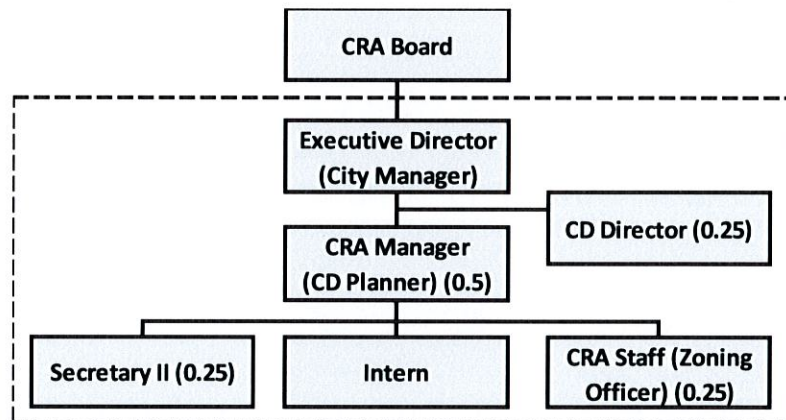 CRA Board
Executive Director
(City Manager)
CD Director (0.25)
CRA Manager
(CD Planner) (0.5)
Secretary II (0.25)
Intern
CRA Staff (Zoning
Officer) (0.25)